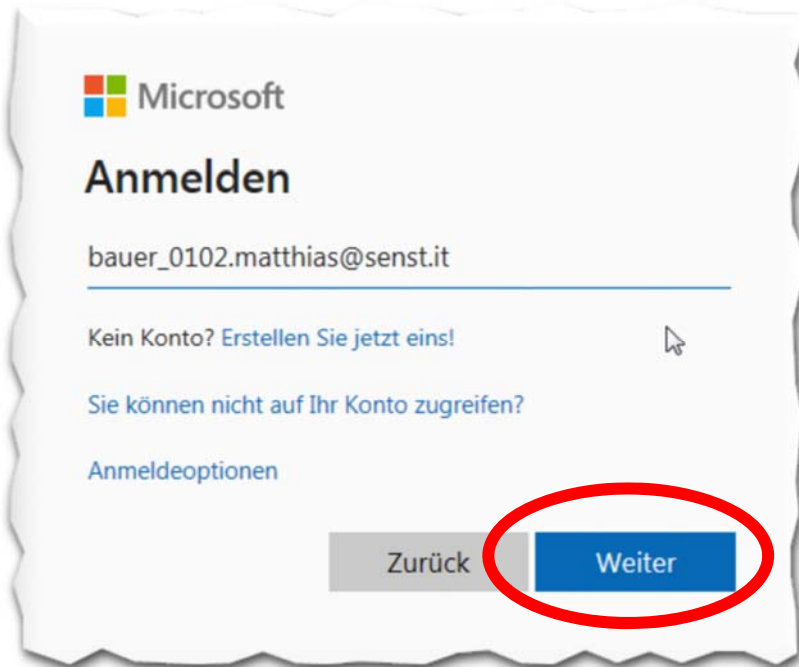 Microsoft
Anmelden
bauer_0102.matthias@senst.it
Kein Konto? Erstellen Sie jetzt eins!
Sie können nicht auf Ihr Konto zugreifen?
Anmeldeoptionen
Zurück Weiter